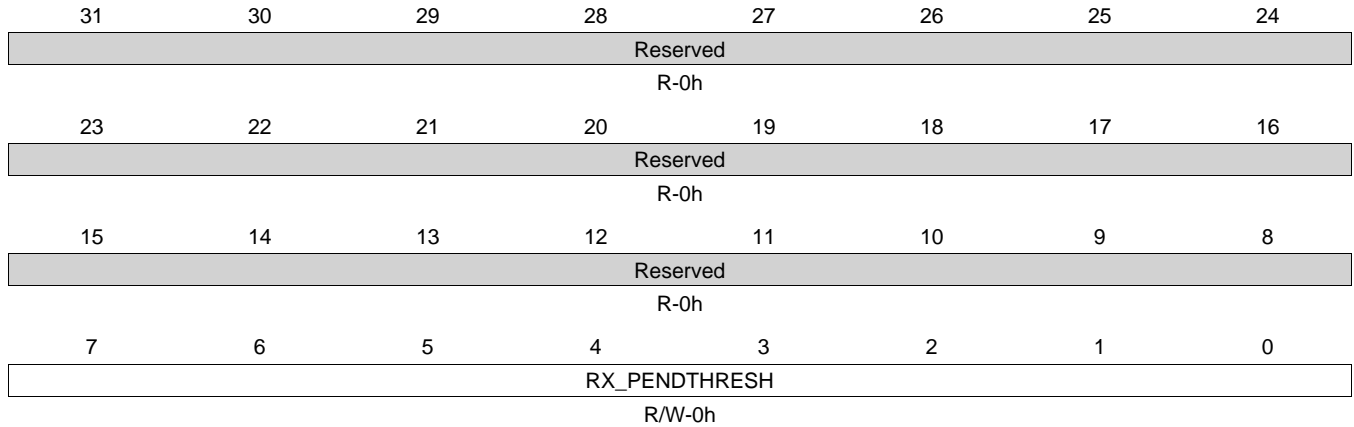 31 30 29 28 27 26 25 24
Reserved
R-0h
23 22 21 20 19 18 17 16
Reserved
R-0h
15 14 13 12 11 10 9 8
Reserved
R-0h
7 6 5 4 3 2 1 0
RX_PENDTHRESH
R/W-0h